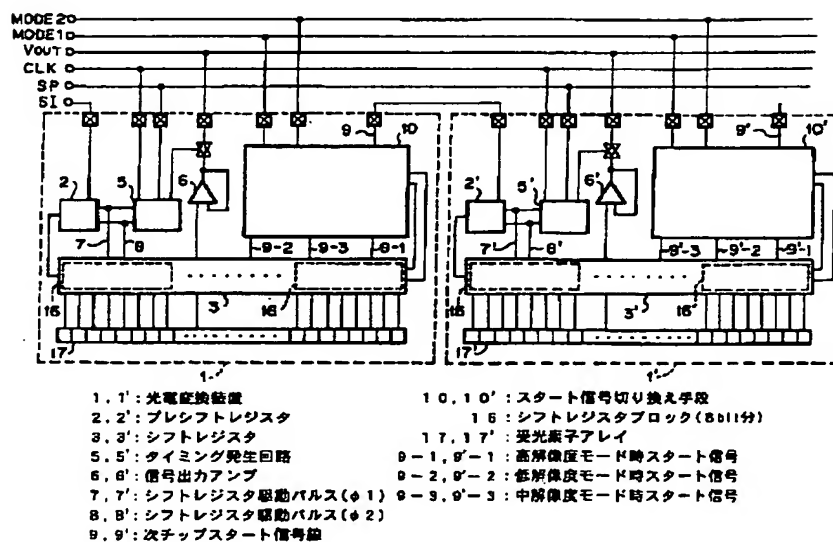 MODE2
MODE1
VOUT
CLK
SP
SI
9 10 9' 10'
2 5 6 2' 5' 6'
7 8 9-2 9-3 9-1 7' 8' 9'-3 9'-2 9'-1
16 3 16 16 3' 16'
17 17'
1 1'
1,1':光電変換装置
2,2':プレシフトレジスタ
3,3':シフトレジスタ
5,5':タイミング発生回路
6,6':信号出力アンプ
7,7':シフトレジスタ駆動パルス(φ1)
8,8':シフトレジスタ駆動パルス(φ2)
9,9':次チップスタート信号線
10,10':スタート信号切り換え手段
16:シフトレジスタブロック(8bit分)
17,17':受光素子アレイ
9-1,9'-1:高解像度モード時スタート信号
9-2,9'-2:低解像度モード時スタート信号
9-3,9'-3:中解像度モード時スタート信号